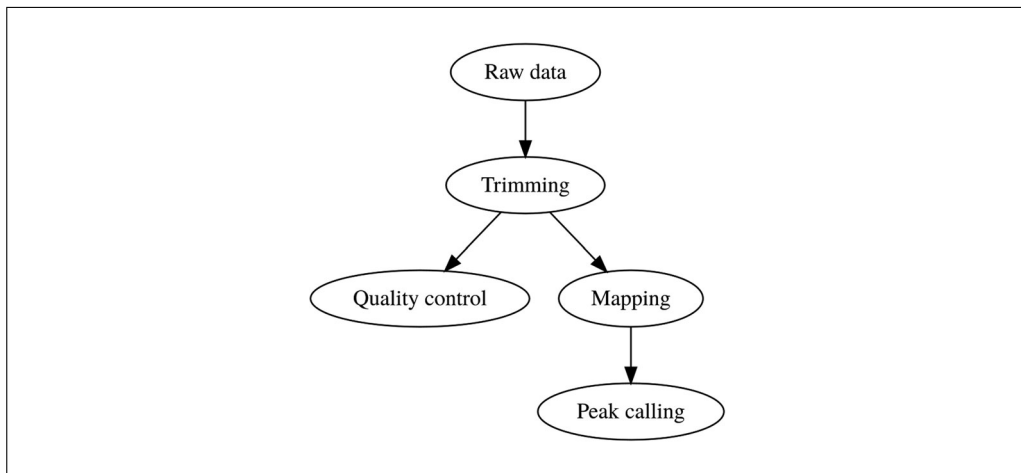 Raw data
Trimming
Quality control
Mapping
Peak calling